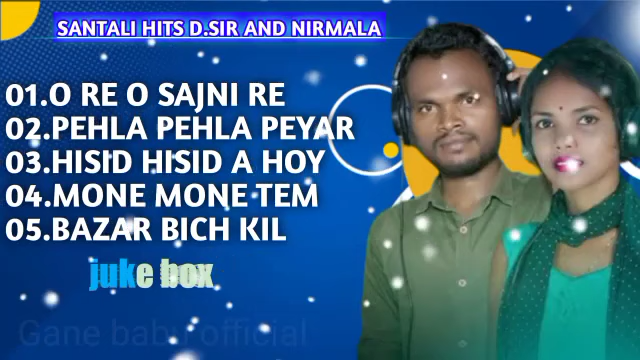 SANTALI HITS D.SIR AND NIRMALA
01.O RE O SAJNI RE
02.PEHLA PEHLA PEYAR
03.HISID HISID A HOY
04.MONE MONE TEM
05.BAZAR BICH KIL
juke box
Gane babu official